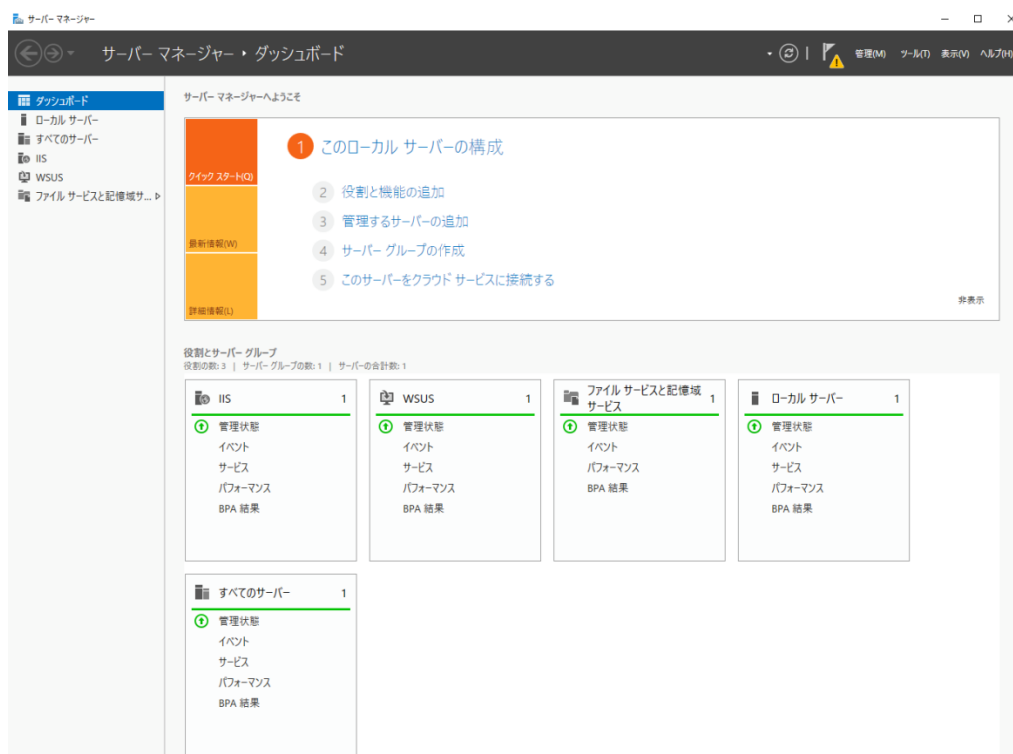 サーバー マネージャー
サーバー マネージャー ・ ダッシュボード
管理(M) ツール(T) 表示(V) ヘルプ(H)
ダッシュボード
ローカル サーバー
すべてのサーバー
IIS
WSUS
ファイル サービスと記憶域サ...
サーバー マネージャーへようこそ
クイック スタート(Q)
最新情報(W)
詳細情報(L)
1 このローカル サーバーの構成
2 役割と機能の追加
3 管理するサーバーの追加
4 サーバー グループの作成
5 このサーバーをクラウド サービスに接続する
非表示
役割とサーバー グループ
役割の数: 3 | サーバー グループの数: 1 | サーバーの合計数: 1
IIS 1
管理状態
イベント
サービス
パフォーマンス
BPA 結果
WSUS 1
管理状態
イベント
サービス
パフォーマンス
BPA 結果
ファイル サービスと記憶域
サービス 1
管理状態
イベント
パフォーマンス
BPA 結果
ローカル サーバー 1
管理状態
イベント
サービス
パフォーマンス
BPA 結果
すべてのサーバー 1
管理状態
イベント
サービス
パフォーマンス
BPA 結果